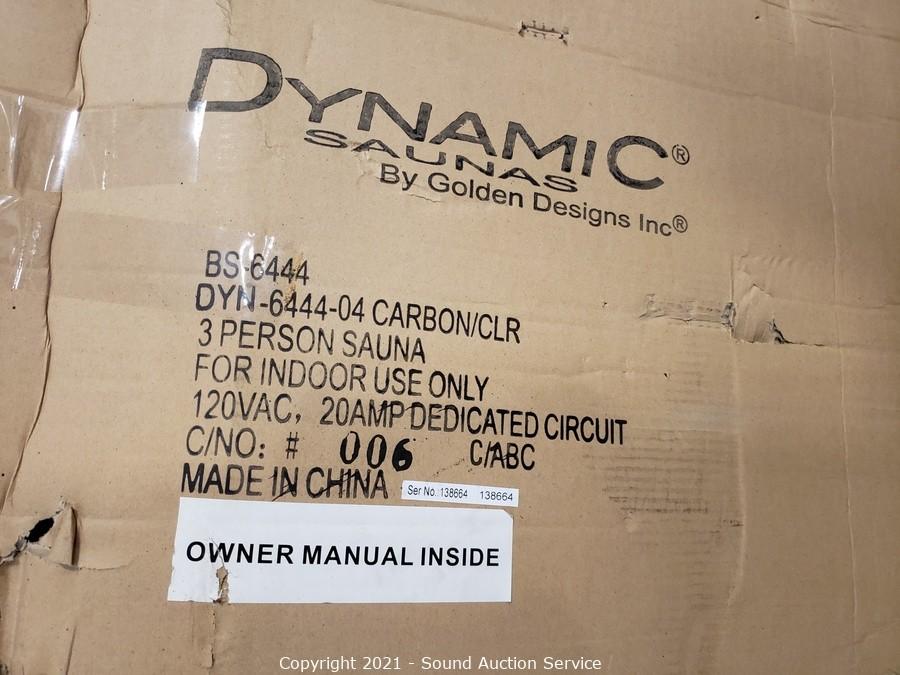 DYNAMIC®
SAUNAS
By Golden Designs Inc®
BS-6444
DYN-6444-04 CARBON/CLR
3 PERSON SAUNA
FOR INDOOR USE ONLY
120VAC, 20AMP DEDICATED CIRCUIT
C/NO: # 006 C/ABC
MADE IN CHINA Ser No.:138664 138664
OWNER MANUAL INSIDE
Copyright 2021 - Sound Auction Service